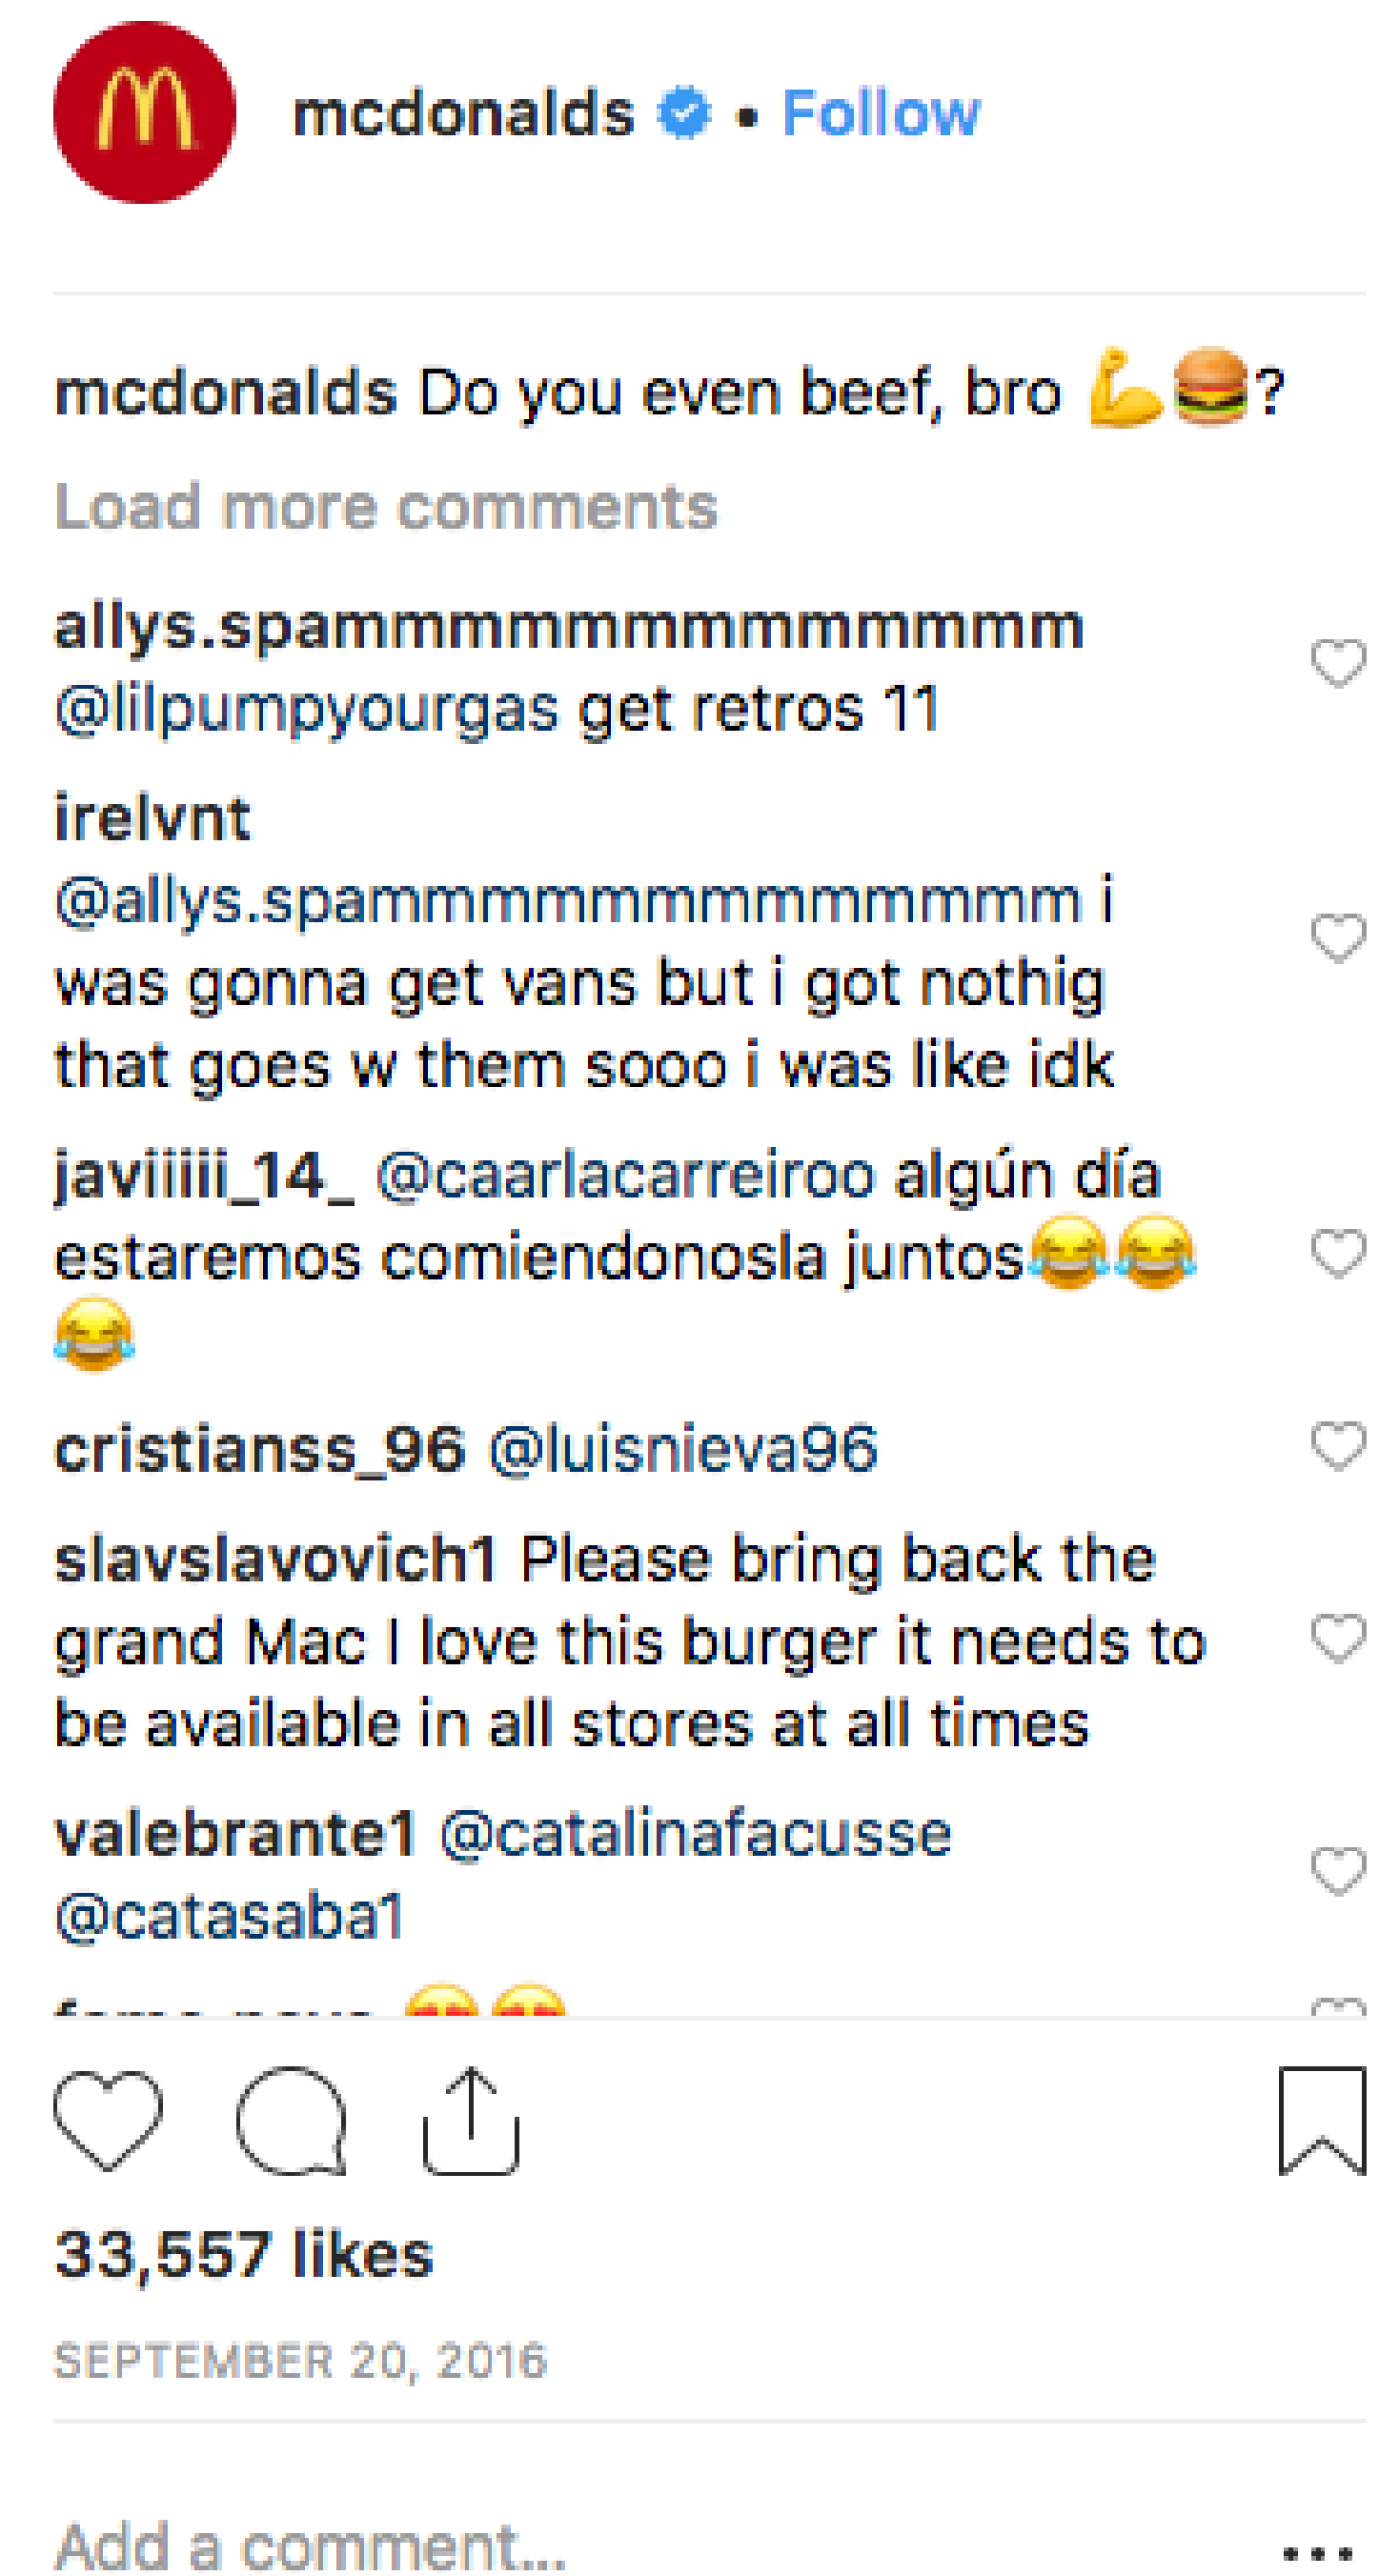 mcdonalds • Follow
mcdonalds Do you even beef, bro 💪🍔?
Load more comments
allys.spammmmmmmmmmmmmm
@lilpumpyourgas get retros 11
irelvnt
@allys.spammmmmmmmmmmmmm i
was gonna get vans but i got nothig
that goes w them sooo i was like idk
javiiiii_14_ @caarlacarreiroo algún día
estaremos comiendonosla juntos😂😂
😂
cristianss_96 @luisnieva96
slavslavovich1 Please bring back the
grand Mac I love this burger it needs to
be available in all stores at all times
valebrante1 @catalinafacusse
@catasaba1
33,557 likes
SEPTEMBER 20, 2016
Add a comment...